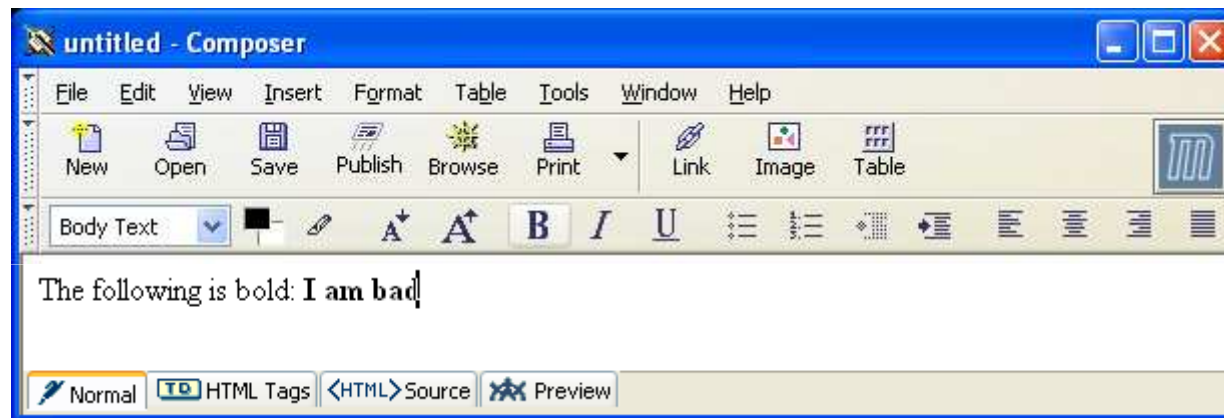 untitled - Composer
File Edit View Insert Format Table Tools Window Help
New Open Save Publish Browse Print Link Image Table
Body Text A A B I U
The following is bold: I am bad
Normal TD HTML Tags <HTML> Source Preview